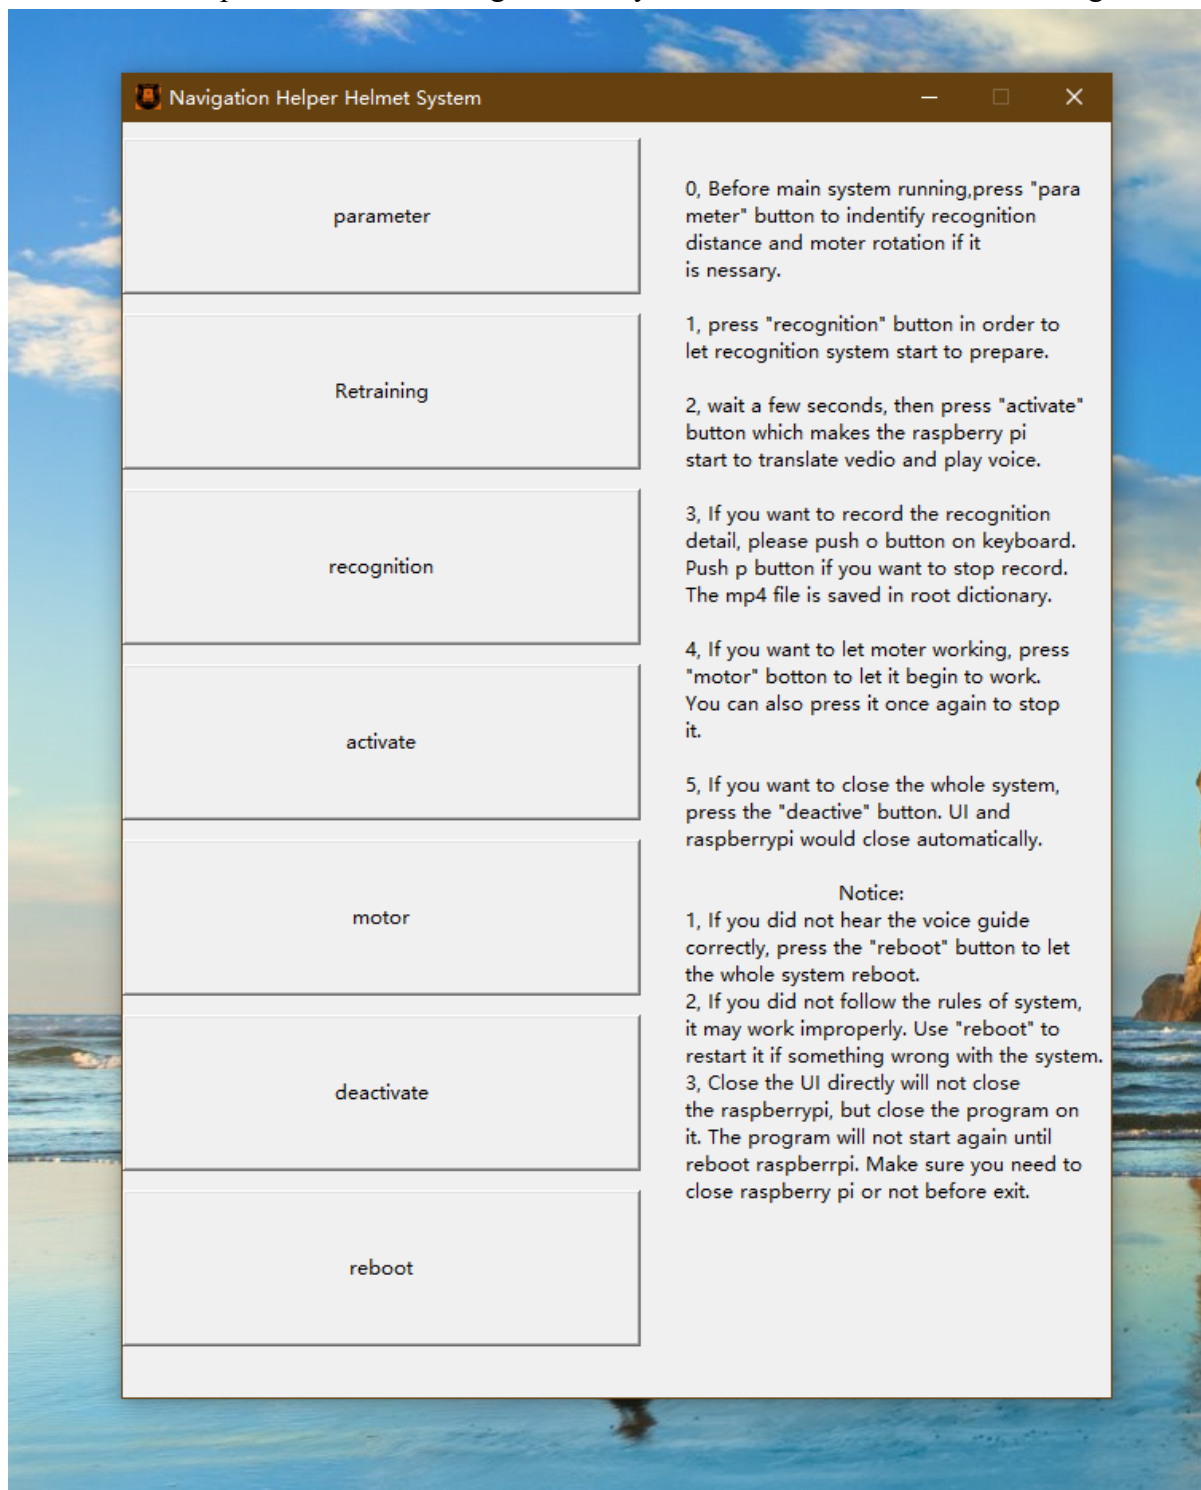 Navigation Helper Helmet System
parameter
Retraining
recognition
activate
motor
deactivate
reboot
0, Before main system running,press "para
meter" button to indentify recognition
distance and moter rotation if it
is nessary.
1, press "recognition" button in order to
let recognition system start to prepare.
2, wait a few seconds, then press "activate"
button which makes the raspberry pi
start to translate vedio and play voice.
3, If you want to record the recognition
detail, please push o button on keyboard.
Push p button if you want to stop record.
The mp4 file is saved in root dictionary.
4, If you want to let moter working, press
"motor" botton to let it begin to work.
You can also press it once again to stop
it.
5, If you want to close the whole system,
press the "deactive" button. UI and
raspberrypi would close automatically.
Notice:
1, If you did not hear the voice guide
correctly, press the "reboot" button to let
the whole system reboot.
2, If you did not follow the rules of system,
it may work improperly. Use "reboot" to
restart it if something wrong with the system.
3, Close the UI directly will not close
the raspberrypi, but close the program on
it. The program will not start again until
reboot raspberrpi. Make sure you need to
close raspberry pi or not before exit.